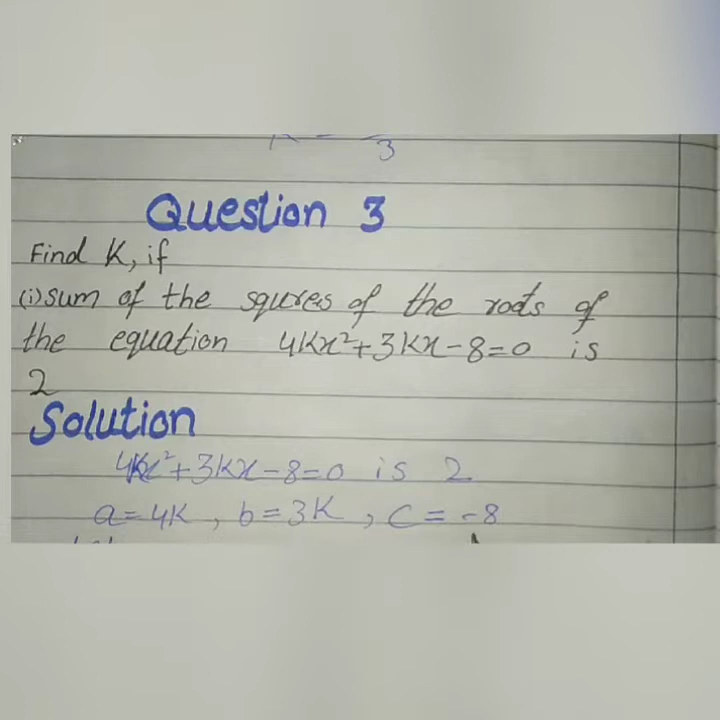 3
Question 3
Find K, if
(i) sum of the squres of the roots of
the equation 4Kx²+3Kx-8=0 is
2
Solution
4Kx²+3Kx-8=0 is 2
a=4K, b=3K, c=-8